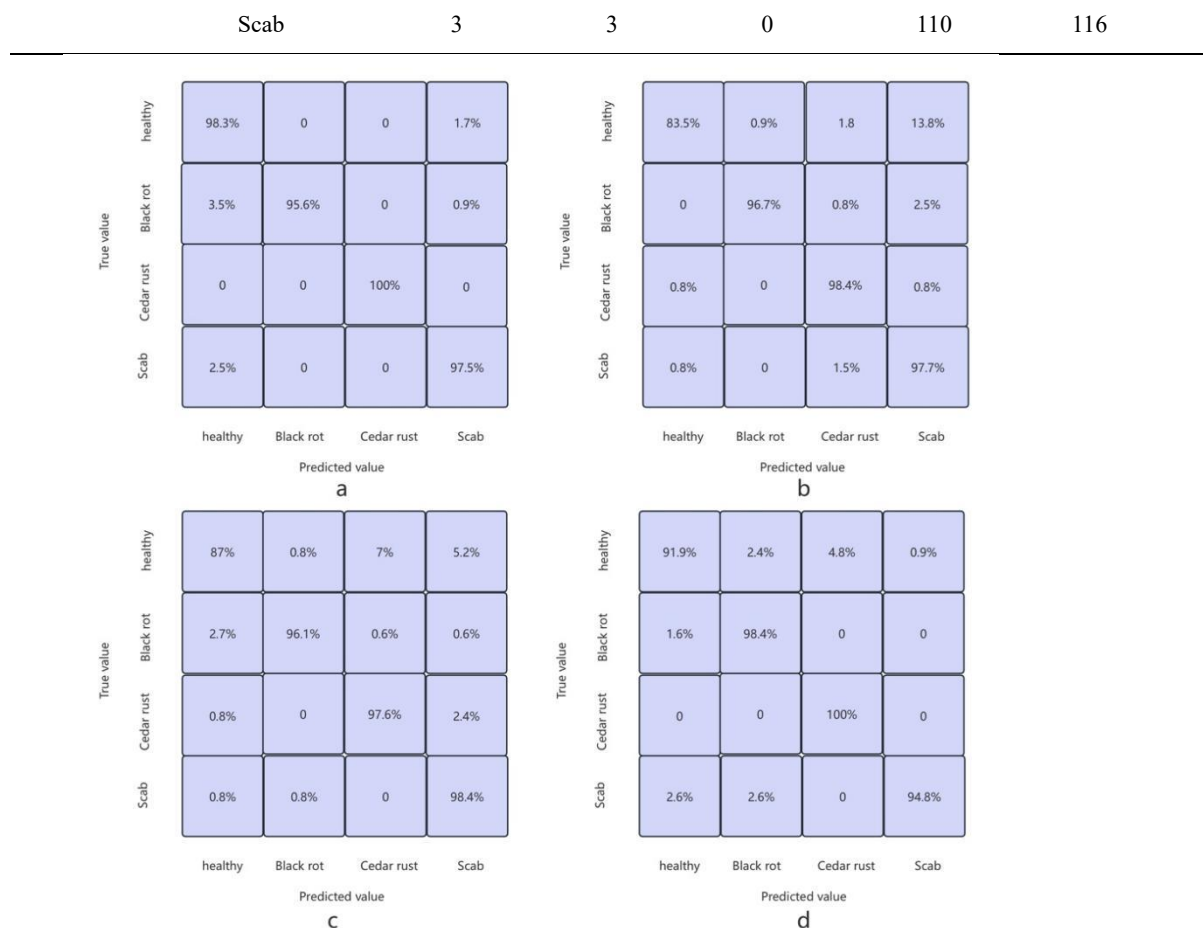 Scab 3 3 0 110 116
healthy 98.3% 0 0 1.7%
Black rot 3.5% 95.6% 0 0.9%
Cedar rust 0 0 100% 0
Scab 2.5% 0 0 97.5%
True value
healthy Black rot Cedar rust Scab
Predicted value
a
healthy 83.5% 0.9% 1.8 13.8%
Black rot 0 96.7% 0.8% 2.5%
Cedar rust 0.8% 0 98.4% 0.8%
Scab 0.8% 0 1.5% 97.7%
True value
healthy Black rot Cedar rust Scab
Predicted value
b
healthy 87% 0.8% 7% 5.2%
Black rot 2.7% 96.1% 0.6% 0.6%
Cedar rust 0.8% 0 97.6% 2.4%
Scab 0.8% 0.8% 0 98.4%
True value
healthy Black rot Cedar rust Scab
Predicted value
c
healthy 91.9% 2.4% 4.8% 0.9%
Black rot 1.6% 98.4% 0 0
Cedar rust 0 0 100% 0
Scab 2.6% 2.6% 0 94.8%
True value
healthy Black rot Cedar rust Scab
Predicted value
d